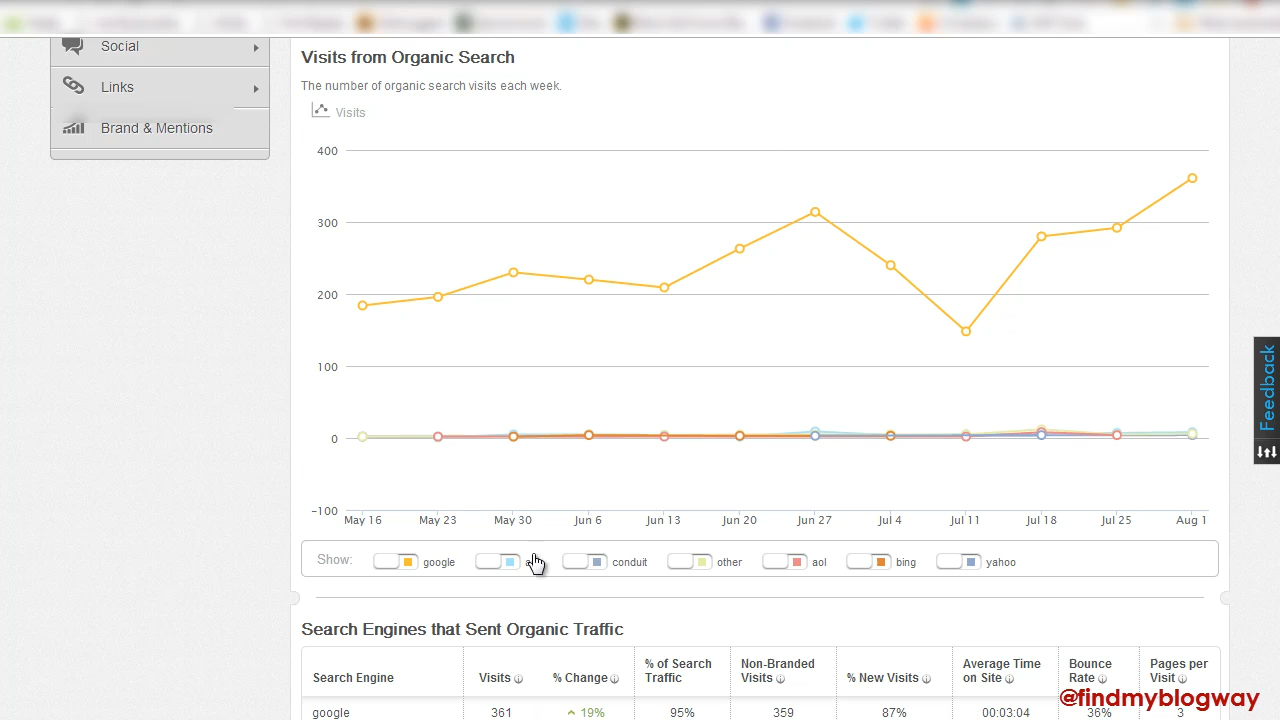 Social
Links
Brand & Mentions
Visits from Organic Search
The number of organic search visits each week.
Visits
400
300
200
100
0
-100
May 16 May 23 May 30 Jun 6 Jun 13 Jun 20 Jun 27 Jul 4 Jul 11 Jul 18 Jul 25 Aug 1
Show: google conduit other aol bing yahoo
Search Engines that Sent Organic Traffic
Search Engine Visits % Change % of Search Traffic Non-Branded Visits % New Visits Average Time on Site Bounce Rate Pages per Visit
google 361 19% 95% 359 87% 00:03:04 36% 3
Feedback
@findmyblogway